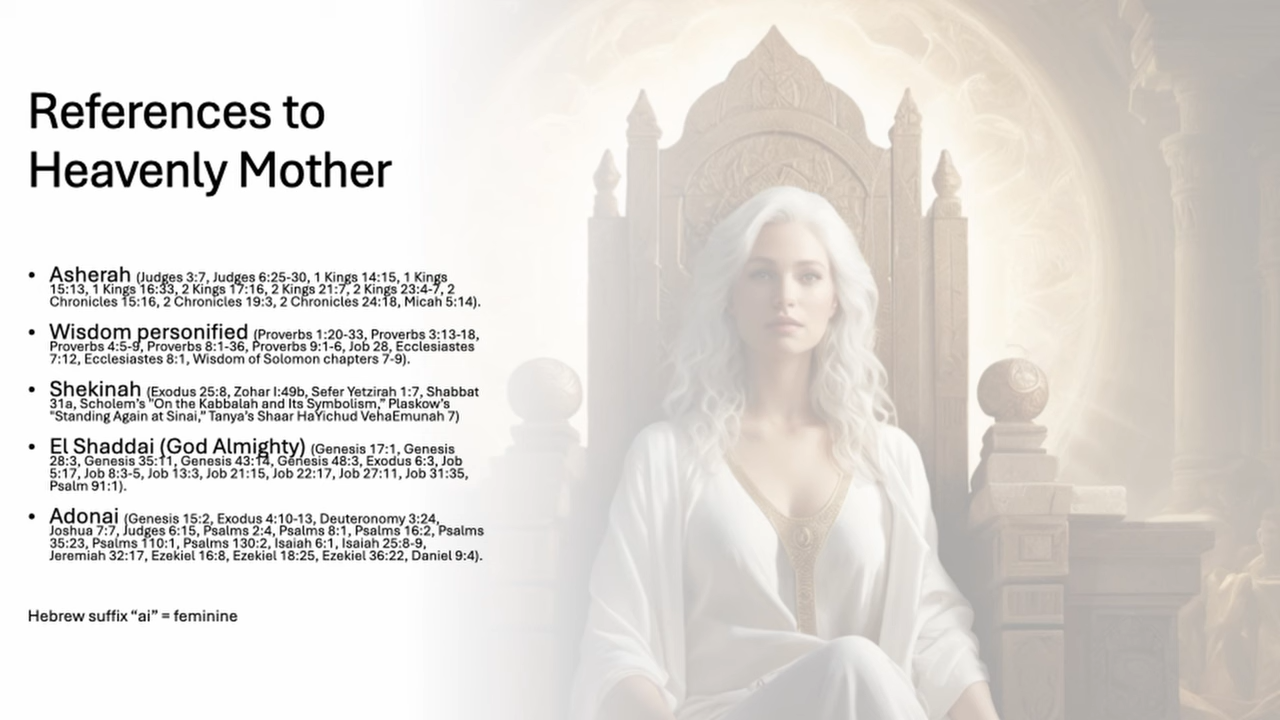 References to
Heavenly Mother
• Asherah (Judges 3:7, Judges 6:25-30, 1 Kings 14:15, 1 Kings
15:13, 1 Kings 16:33, 2 Kings 17:16, 2 Kings 21:7, 2 Kings 23:4-7, 2
Chronicles 15:16, 2 Chronicles 19:3, 2 Chronicles 24:18, Micah 5:14).
• Wisdom personified (Proverbs 1:20-33, Proverbs 3:13-18,
Proverbs 4:5-9, Proverbs 8:1-36, Proverbs 9:1-6, Job 28, Ecclesiastes
7:12, Ecclesiastes 8:1, Wisdom of Solomon chapters 7-9).
• Shekinah (Exodus 25:8, Zohar I:49b, Sefer Yetzirah 1:7, Shabbat
31a, Scholem's "On the Kabbalah and Its Symbolism," Plaskow's
"Standing Again at Sinai," Tanya's Shaar HaYichud VehaEmunah 7)
• El Shaddai (God Almighty) (Genesis 17:1, Genesis
28:3, Genesis 35:11, Genesis 43:14, Genesis 48:3, Exodus 6:3, Job
5:17, Job 8:3-5, Job 13:3, Job 21:15, Job 22:17, Job 27:11, Job 31:35,
Psalm 91:1).
• Adonai (Genesis 15:2, Exodus 4:10-13, Deuteronomy 3:24,
Joshua 7:7, Judges 6:15, Psalms 2:4, Psalms 8:1, Psalms 16:2, Psalms
35:23, Psalms 110:1, Psalms 130:2, Isaiah 6:1, Isaiah 25:8-9,
Jeremiah 32:17, Ezekiel 16:8, Ezekiel 18:25, Ezekiel 36:22, Daniel 9:4).
Hebrew suffix “ai” = feminine